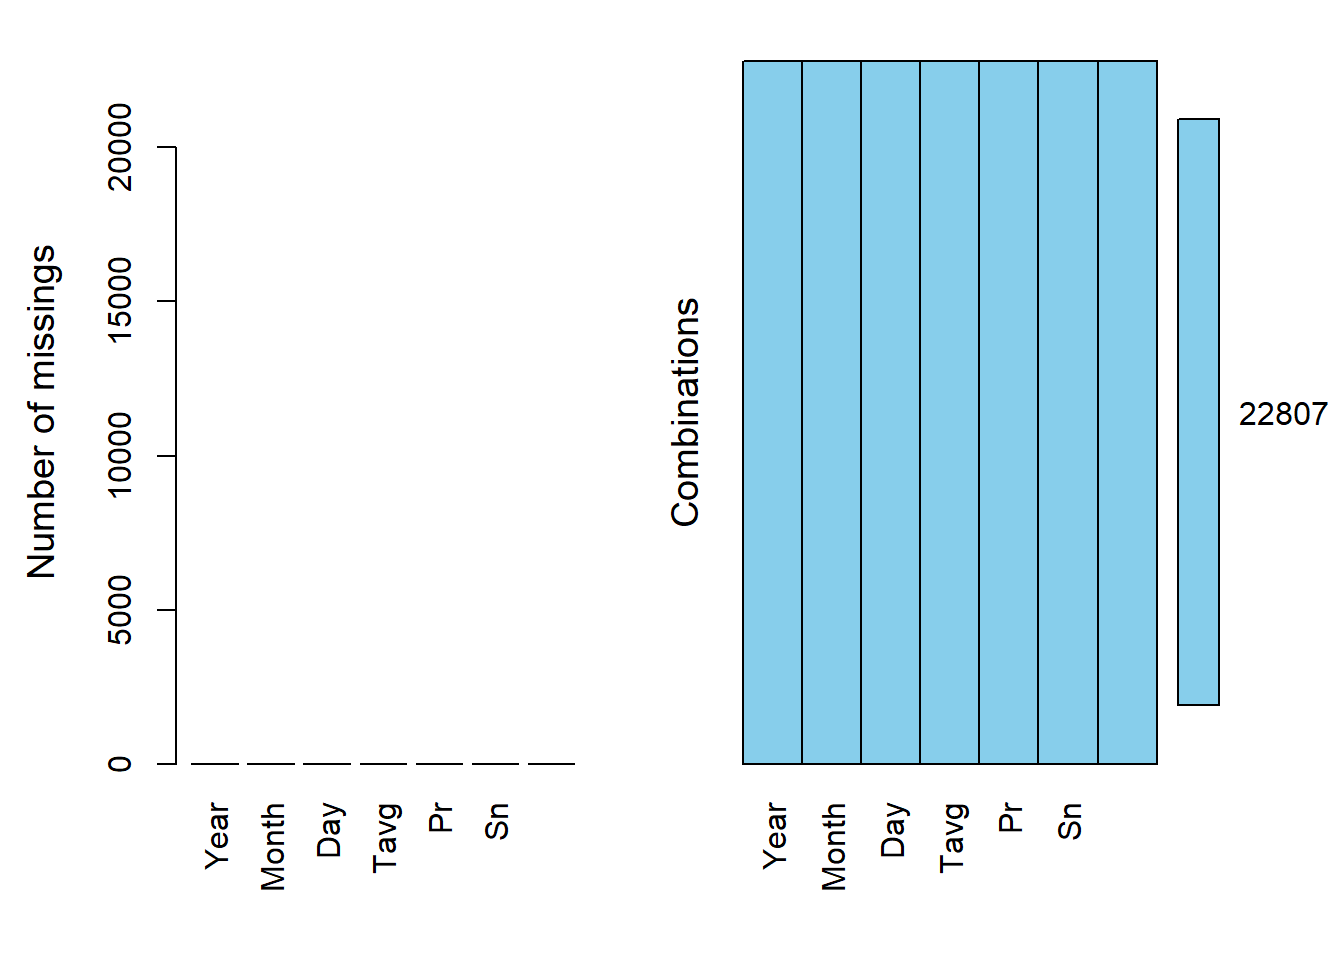 Number of missings
20000
15000
10000
5000
0
Year
Month
Day
Tavg
Pr
Sn
Combinations
Year
Month
Day
Tavg
Pr
Sn
22807